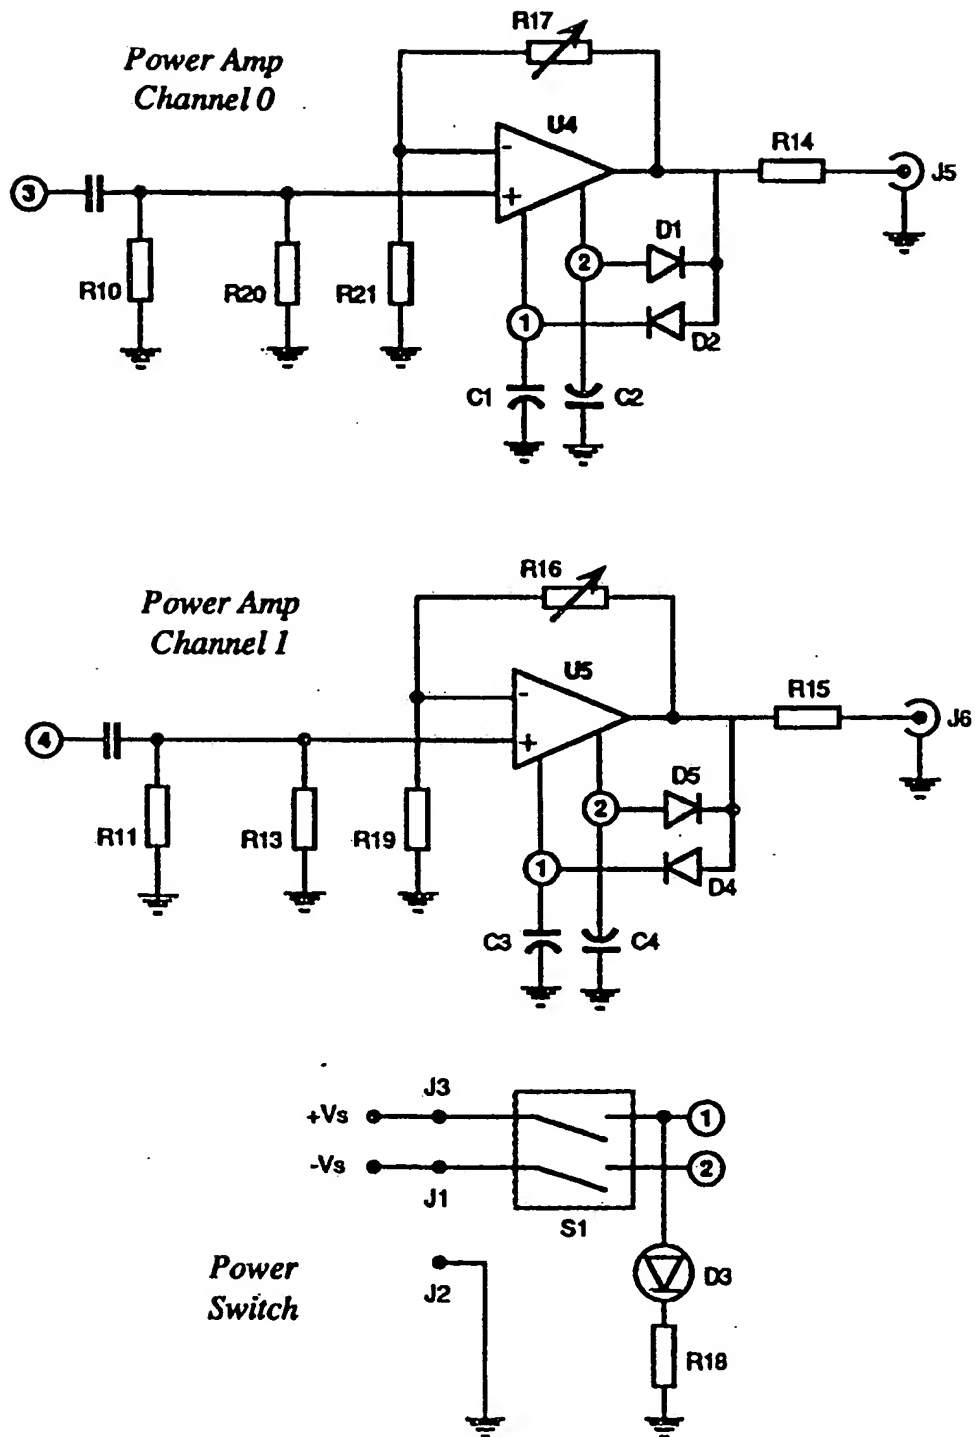 R17
Power Amp
Channel 0
U4
-
+
R14
J5
3
D1
2
R10
R20
R21
1
D2
C1
C2
R16
Power Amp
Channel 1
U5
-
+
R15
J6
4
D5
2
R11
R13
R19
1
D4
C3
C4
J3
+Vs
1
-Vs
2
J1
S1
Power
Switch
J2
D3
R18